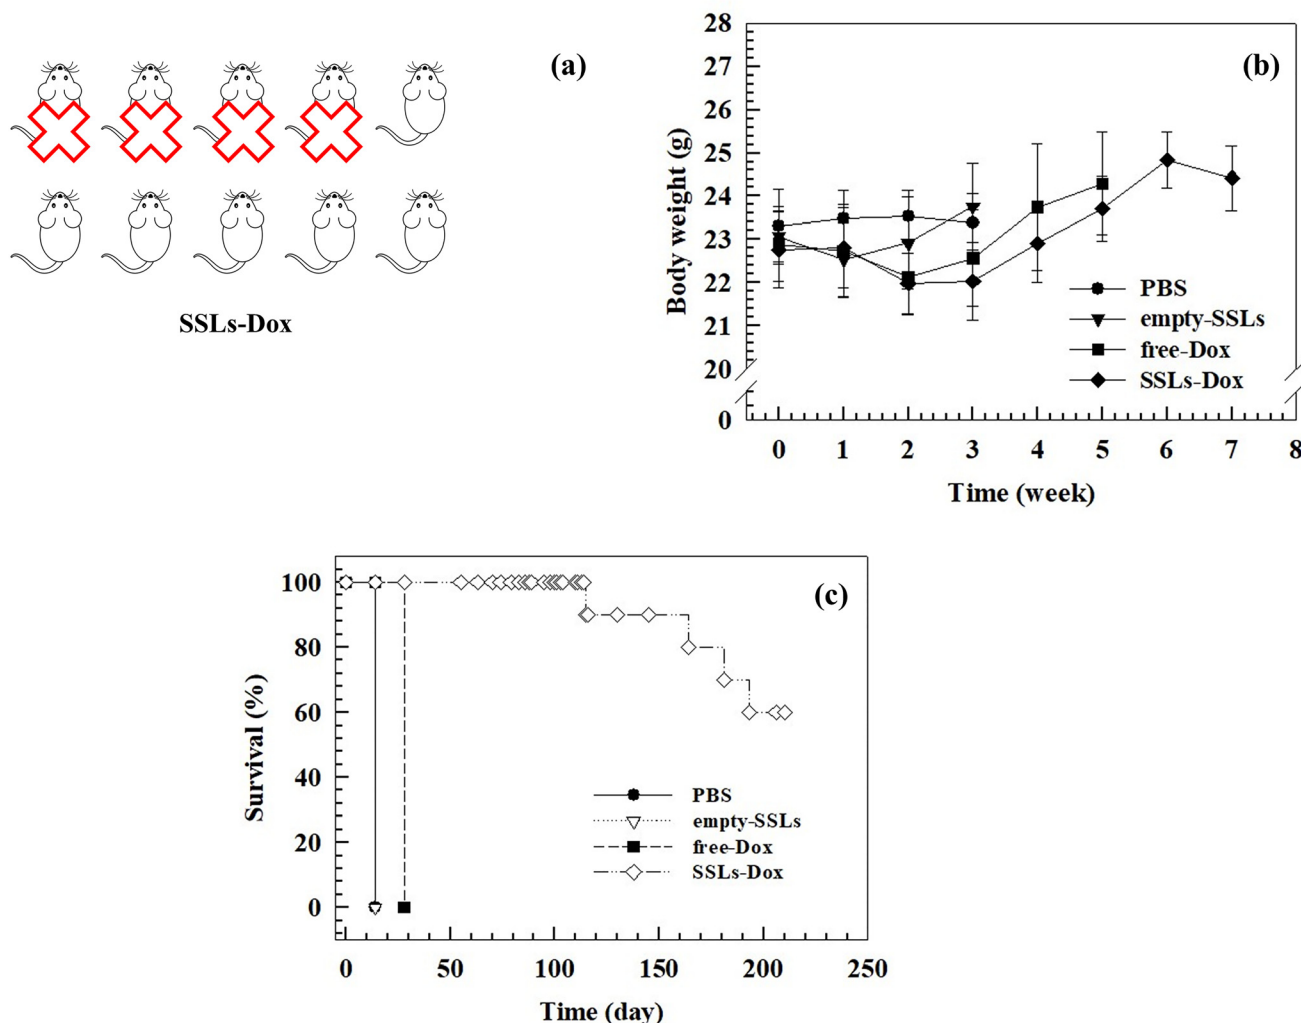 (a)
SSLs-Dox
(b)
Body weight (g)
28
27
26
25
24
23
22
21
20
0
0 1 2 3 4 5 6 7 8
Time (week)
PBS
empty-SSLs
free-Dox
SSLs-Dox
(c)
Survival (%)
100
80
60
40
20
0
0 50 100 150 200 250
Time (day)
PBS
empty-SSLs
free-Dox
SSLs-Dox